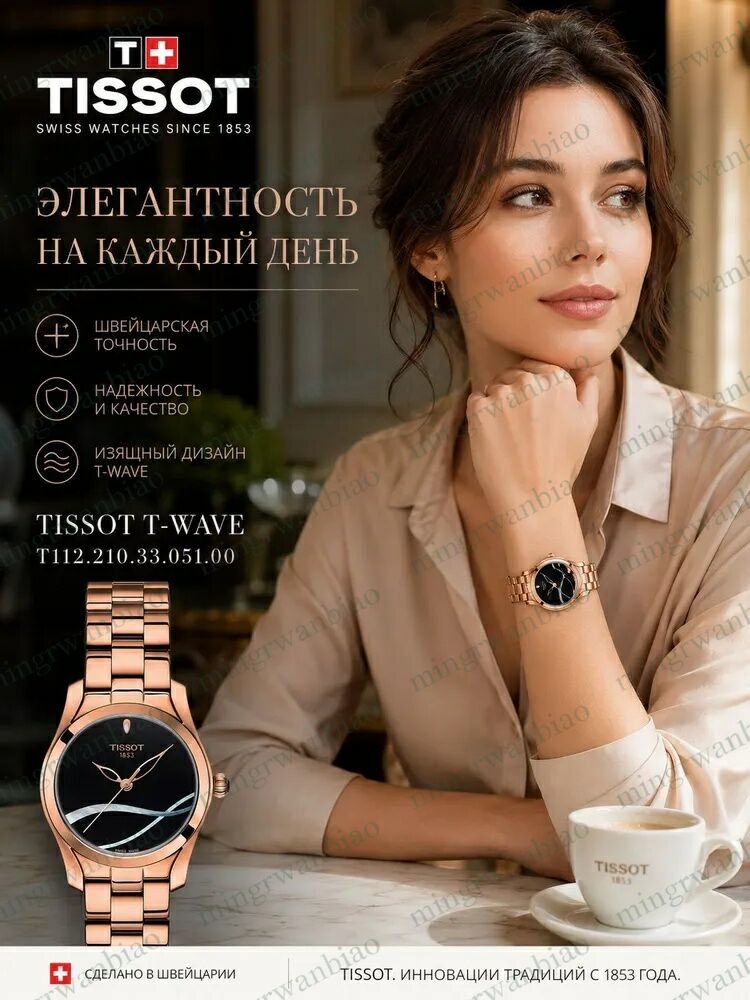 T+
TISSOT
SWISS WATCHES SINCE 1853
ЭЛЕГАНТНОСТЬ
НА КАЖДЫЙ ДЕНЬ
ШВЕЙЦАРСКАЯ
ТОЧНОСТЬ
НАДЕЖНОСТЬ
И КАЧЕСТВО
ИЗЯЩНЫЙ ДИЗАЙН
T-WAVE
TISSOT T-WAVE
T112.210.33.051.00
TISSOT
1853
TISSOT
1853
СДЕЛАНО В ШВЕЙЦАРИИ
TISSOT. ИННОВАЦИИ ТРАДИЦИЙ С 1853 ГОДА.
mingrwanbiao